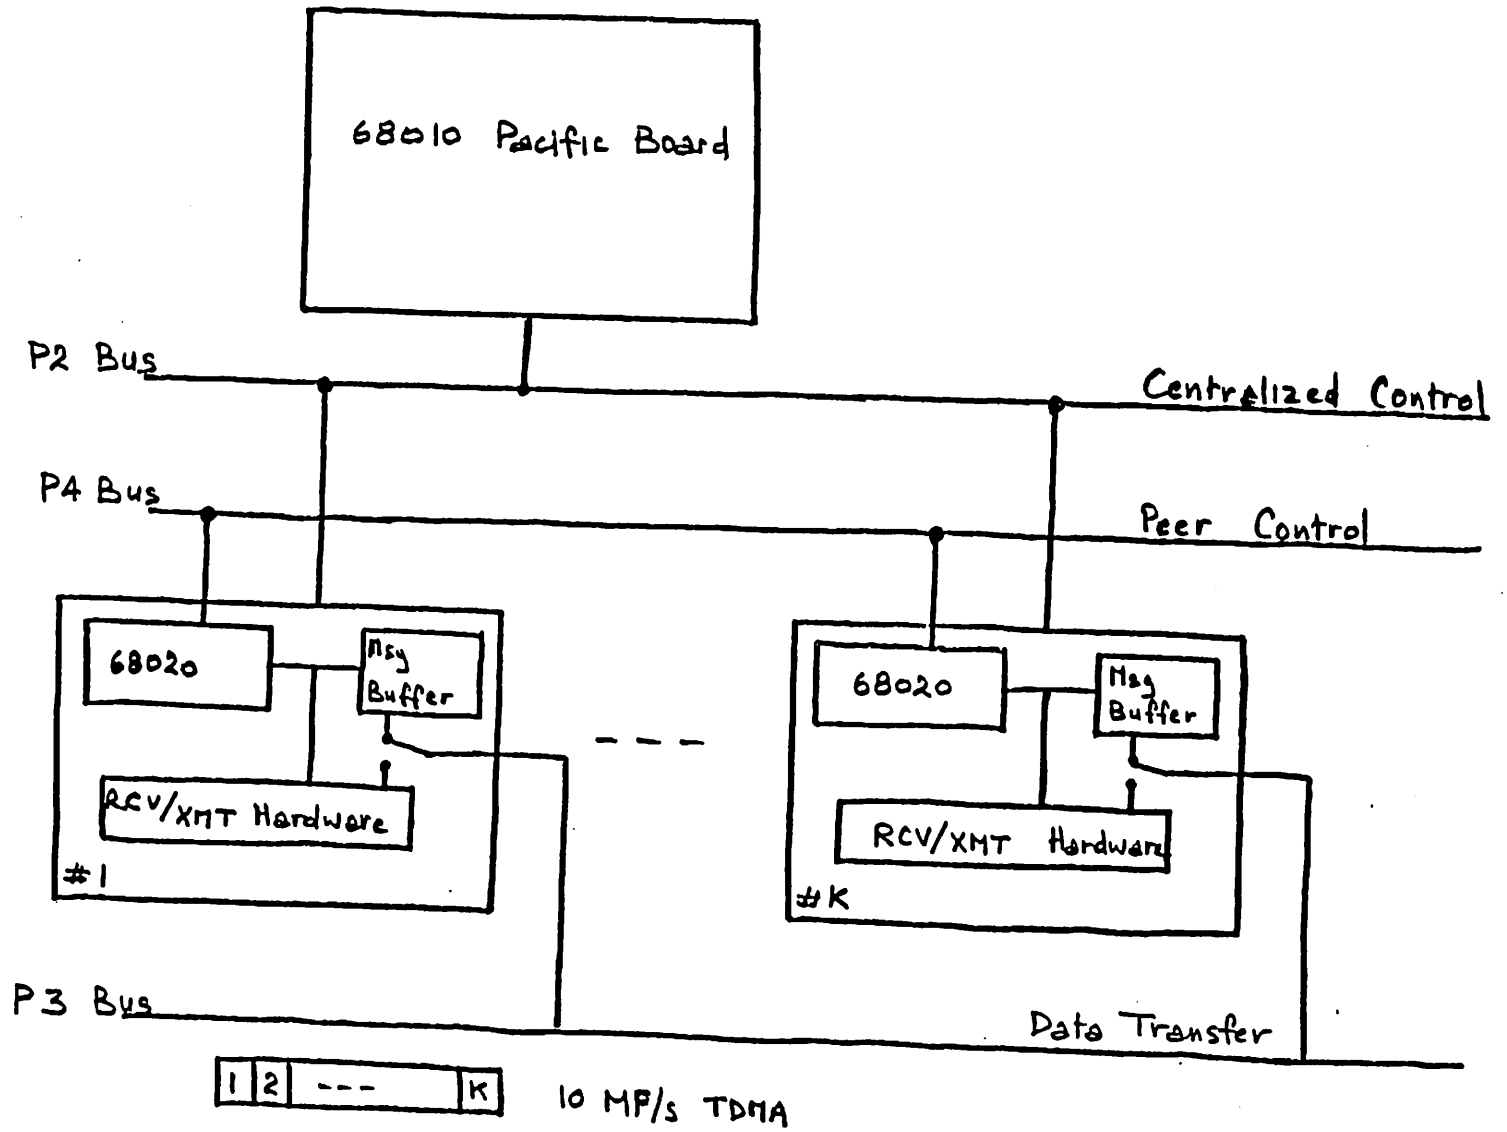 68010 Pacific Board
P2 Bus
Centralized Control
P4 Bus
Peer Control
68020
Msg
Buffer
RCV/XMT Hardware
#1
- - -
68020
Msg
Buffer
RCV/XMT Hardware
#K
P3 Bus
Data Transfer
1 2 --- K
10 MF/s TDMA